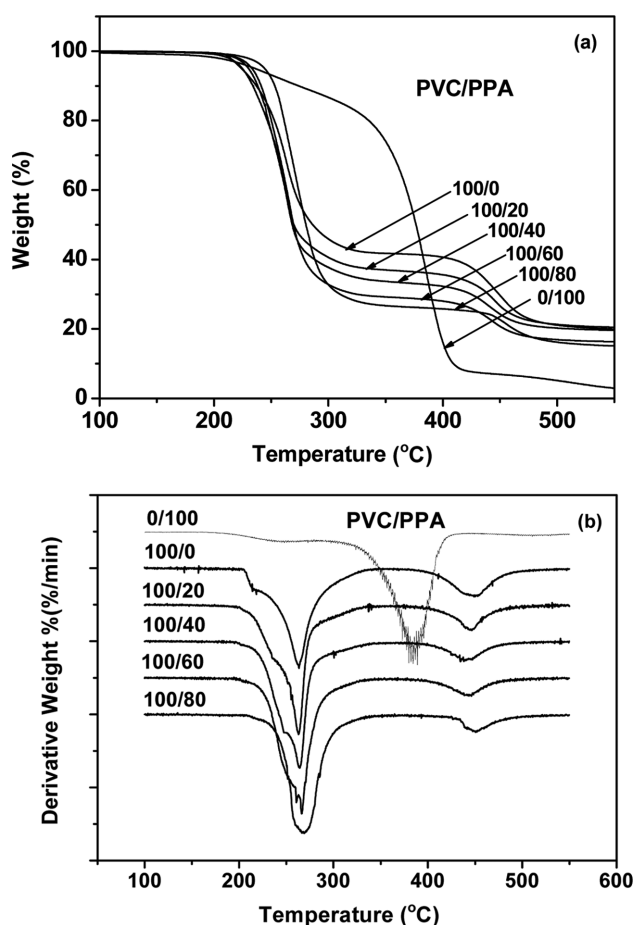 (a)
PVC/PPA
100
80
60
40
20
0
Weight (%)
100/0
100/20
100/40
100/60
100/80
0/100
100 200 300 400 500
Temperature (°C)
PVC/PPA (b)
0/100
100/0
100/20
100/40
100/60
100/80
Derivative Weight %(%/min)
100 200 300 400 500 600
Temperature (°C)